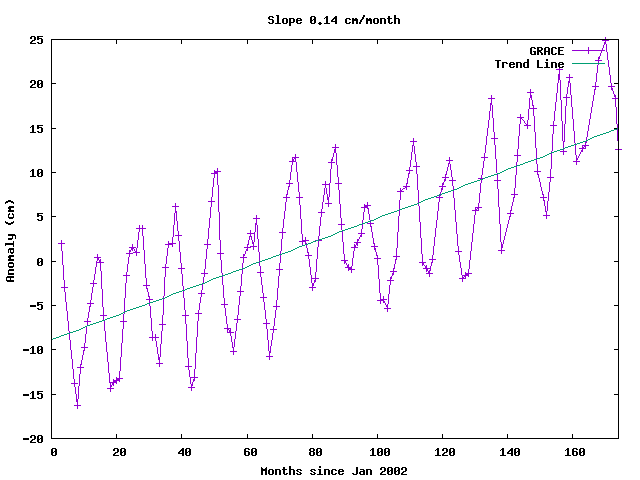 Slope 0.14 cm/month
GRACE
Trend Line
25
20
15
10
5
0
-5
-10
-15
-20
Anomaly (cm)
0 20 40 60 80 100 120 140 160
Months since Jan 2002